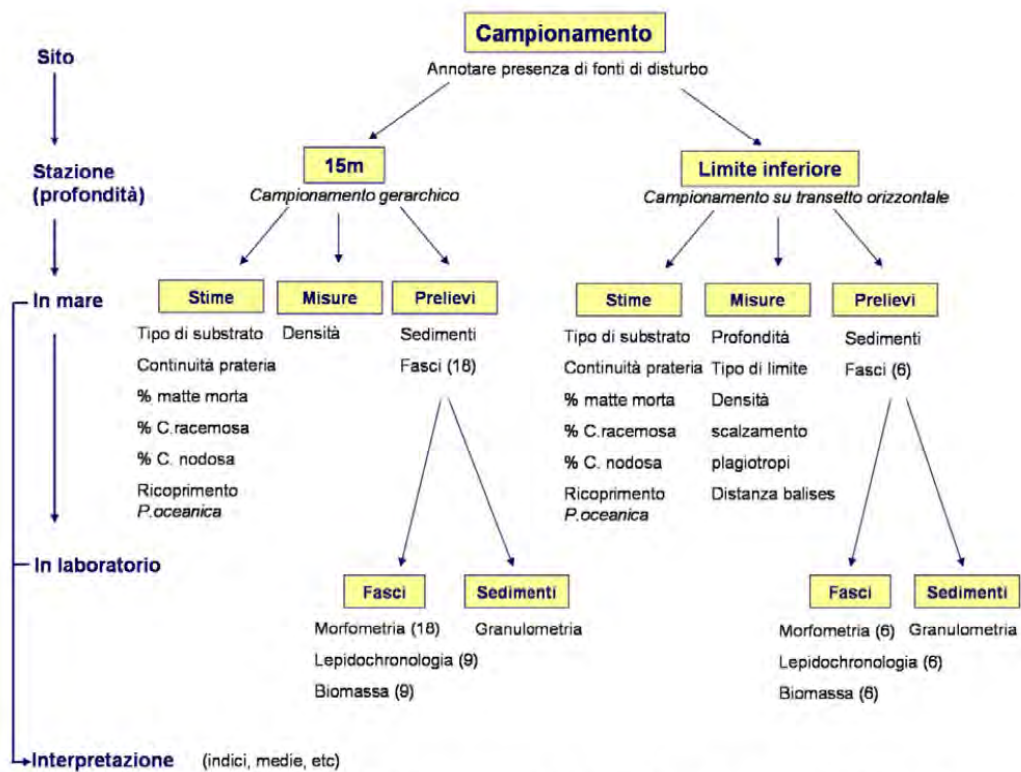 Campionamento
Sito
Annotare presenza di fonti di disturbo
Stazione
(profondità)
15m
Limite inferiore
Campionamento gerarchico
Campionamento su transetto orizzontale
In mare
Stime
Misure
Prelievi
Tipo di substrato
Continuità prateria
% matte morta
% C.racemosa
% C. nodosa
Ricoprimento
P.oceanica
Densità
Sedimenti
Fasci (18)
Stime
Misure
Prelievi
Tipo di substrato
Continuità prateria
% matte morta
% C.racemosa
% C. nodosa
Ricoprimento
P.oceanica
Profondità
Tipo di limite
Densità
scalzamento
plagiotropi
Distanza balises
Sedimenti
Fasci (6)
In laboratorio
Fasci
Sedimenti
Morfometria (18)
Lepidochronologia (9)
Biomassa (9)
Granulometria
Fasci
Sedimenti
Morfometria (6)
Lepidochronologia (6)
Biomassa (6)
Granulometria
Interpretazione (indici, medie, etc)